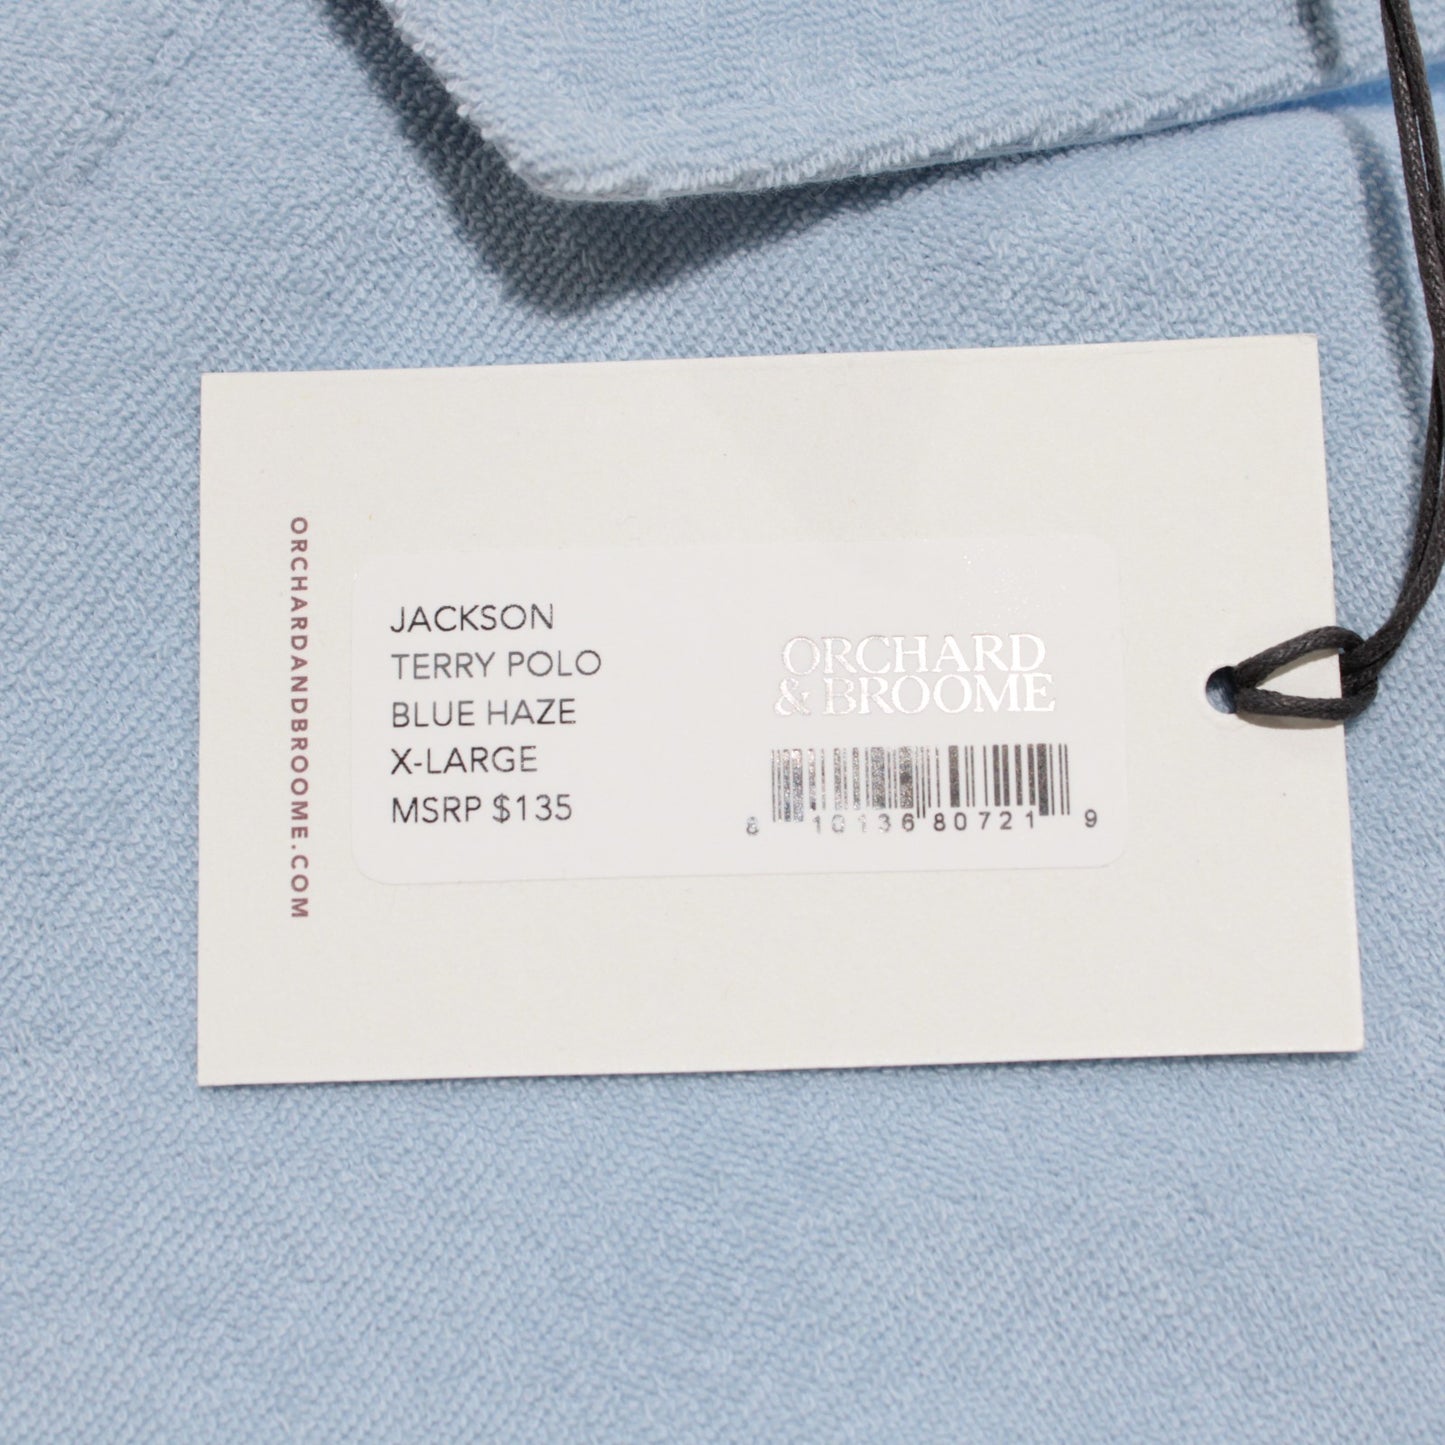 ORCHARDANDBROOME.COM
JACKSON
TERRY POLO
BLUE HAZE
X-LARGE
MSRP $135
ORCHARD
& BROOME
8 10136 80721 9